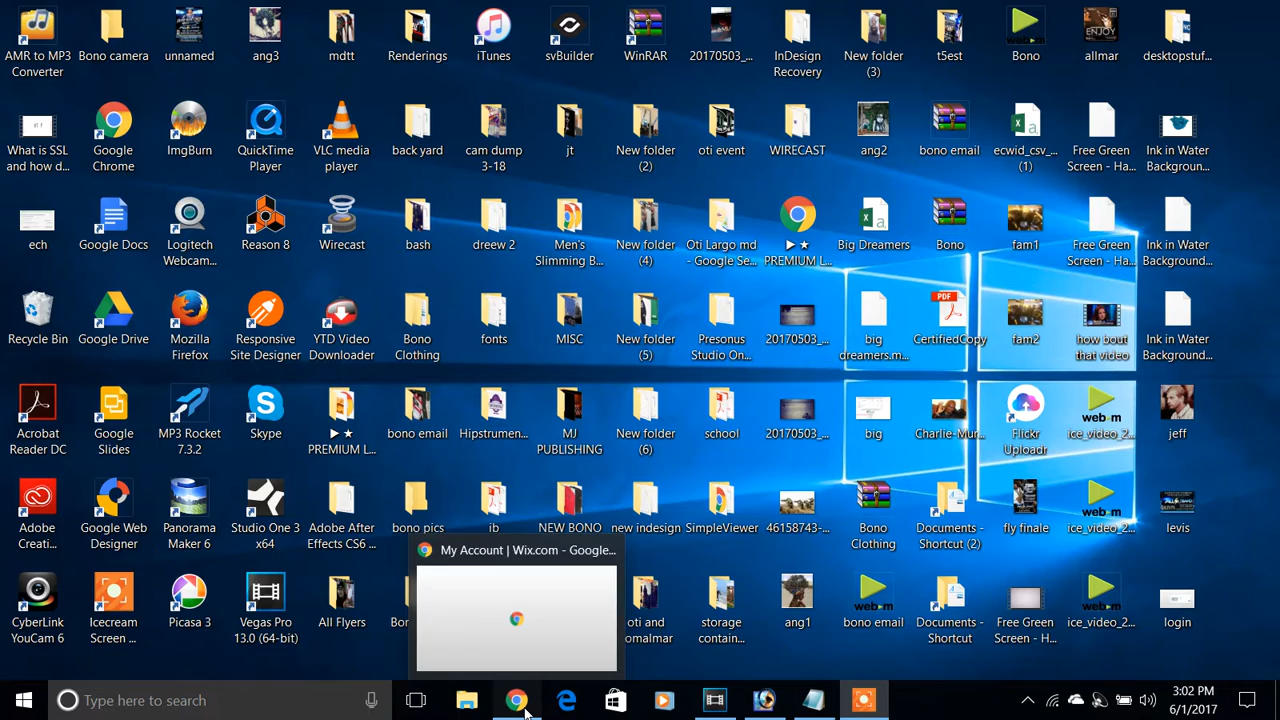 AMR to MP3
Converter
Bono camera
unnamed
ang3
mdtt
Renderings
iTunes
svBuilder
WinRAR
20170503_...
InDesign
Recovery
New folder
(3)
t5est
Bono
allmar
desktopstuf...
What is SSL
and how d...
Google
Chrome
ImgBurn
QuickTime
Player
VLC media
player
back yard
cam dump
3-18
jt
New folder
(2)
oti event
WIRECAST
ang2
bono email
ecwid_csv_...
(1)
Free Green
Screen - Ha...
Ink in Water
Backgroun...
ech
Google Docs
Logitech
Webcam...
Reason 8
Wirecast
bash
dreew 2
Men's
Slimming B...
New folder
(4)
Oti Largo md
- Google Se...
▶ ★
PREMIUM L...
Big Dreamers
Bono
fam1
Free Green
Screen - Ha...
Ink in Water
Background...
Recycle Bin
Google Drive
Mozilla
Firefox
Responsive
Site Designer
YTD Video
Downloader
Bono
Clothing
fonts
MISC
New folder
(5)
Presonus
Studio On...
20170503_...
big
dreamers.m...
PDF
CertifiedCopy
fam2
how bout
that video
Ink in Water
Background...
Acrobat
Reader DC
Google
Slides
MP3 Rocket
7.3.2
Skype
▶ ★
PREMIUM L...
bono email
Hipstrumen...
MJ
PUBLISHING
New folder
(6)
school
20170503_...
big
Charlie-Mur...
Flickr
Uploadr
web m
ice_video_2...
jeff
Adobe
Creati...
Google Web
Designer
Panorama
Maker 6
Studio One 3
x64
Adobe After
Effects CS6 ...
bono pics
ib
NEW BONO
new indesign
SimpleViewer
46158743-...
Bono
Clothing
Documents -
Shortcut (2)
fly finale
web m
ice_video_2...
levis
CyberLink
YouCam 6
Icecream
Screen ...
Picasa 3
Vegas Pro
13.0 (64-bit)
All Flyers
My Account | Wix.com - Google...
oti and
storage
contain...
ang1
web m
bono email
Documents -
Shortcut
Free Green
Screen - H...
web m
ice_video_2...
login
Type here to search
3:02 PM
6/1/2017